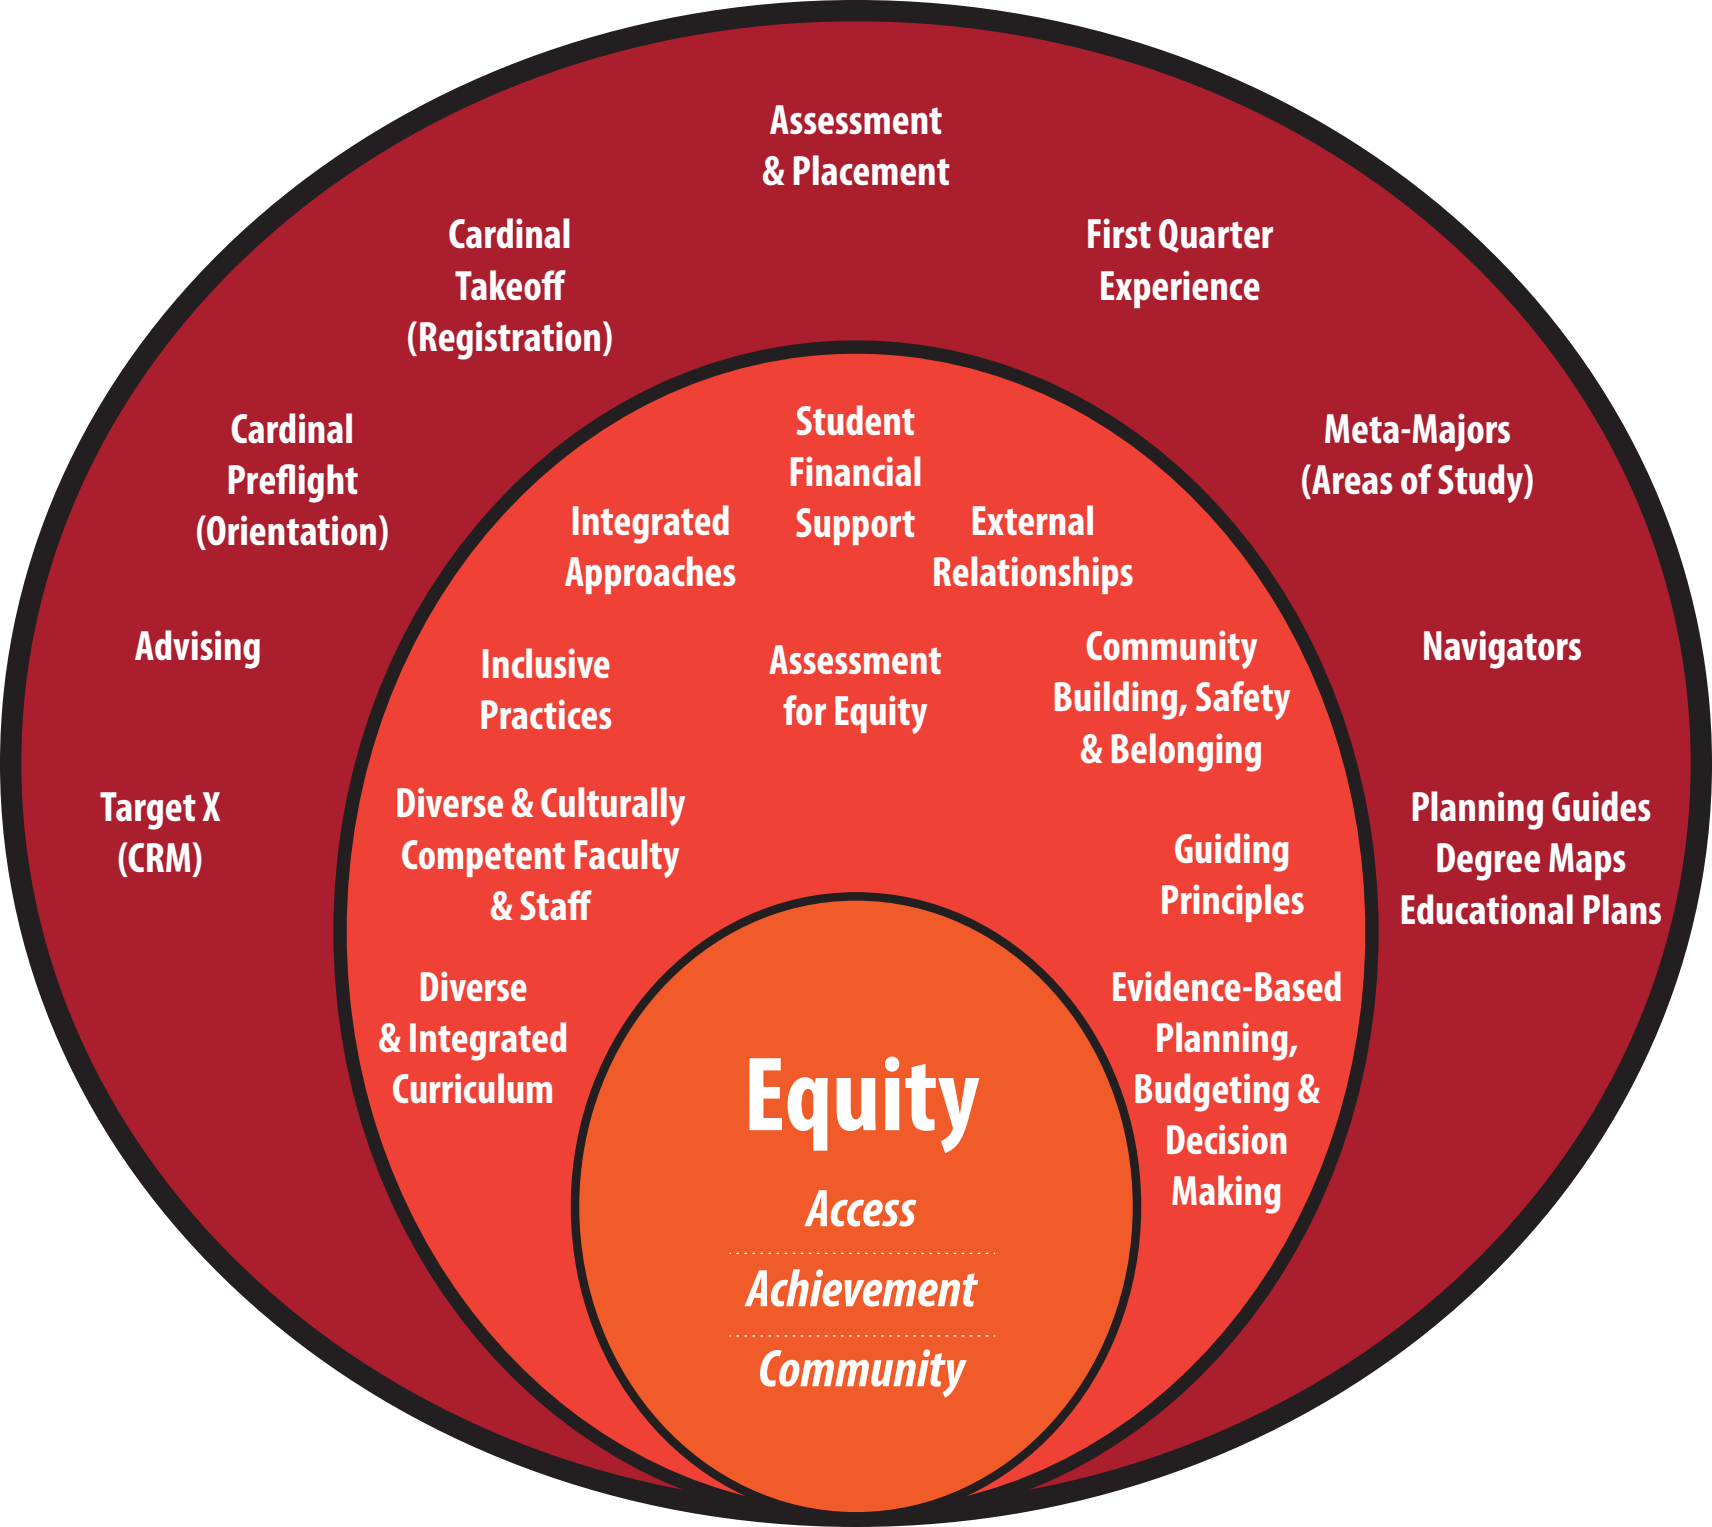 Assessment
& Placement
Cardinal
Takeoff
(Registration)
First Quarter
Experience
Cardinal
Preflight
(Orientation)
Meta-Majors
(Areas of Study)
Advising
Navigators
Target X
(CRM)
Planning Guides
Degree Maps
Educational Plans
Student
Financial
Support
Integrated
Approaches
External
Relationships
Inclusive
Practices
Assessment
for Equity
Community
Building, Safety
& Belonging
Diverse & Culturally
Competent Faculty
& Staff
Guiding
Principles
Diverse
& Integrated
Curriculum
Evidence-Based
Planning,
Budgeting &
Decision
Making
Equity
Access
Achievement
Community